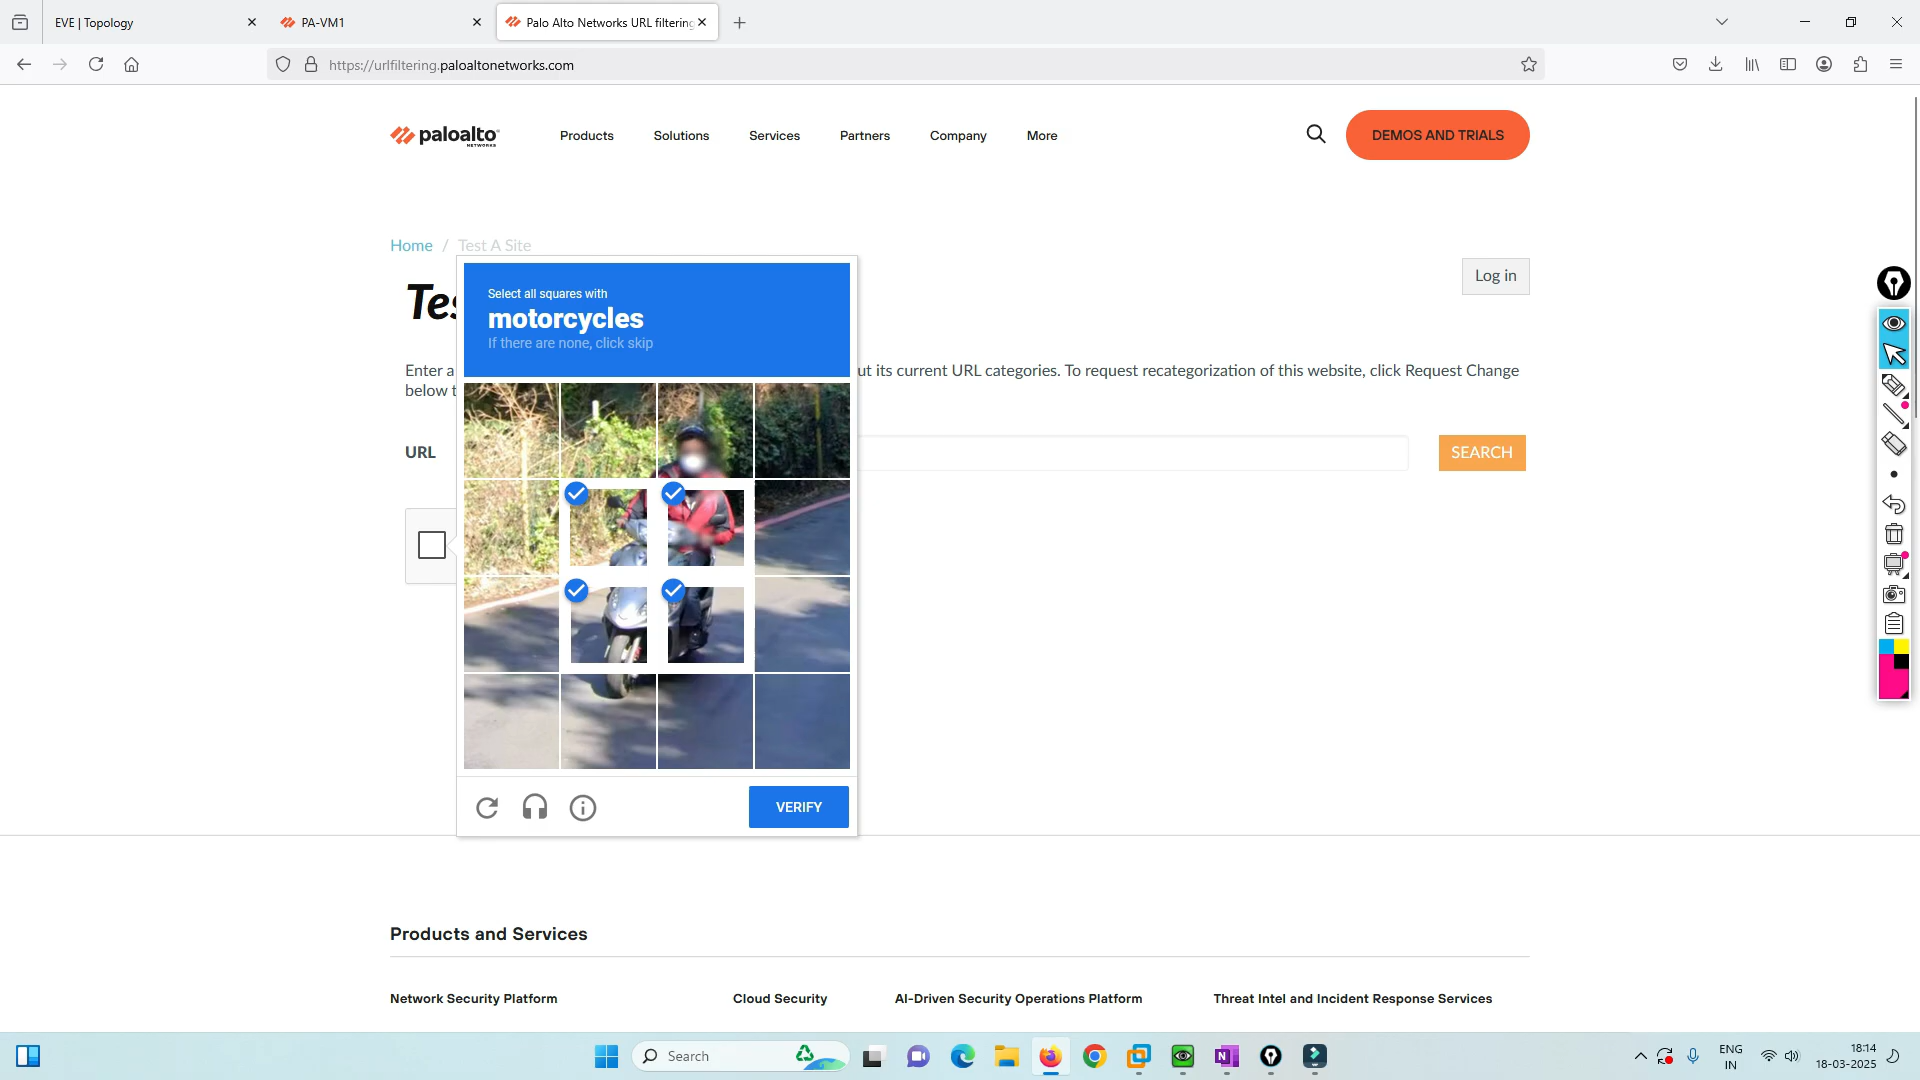 EVE | Topology
PA-VM1
Palo Alto Networks URL filtering
https://urlfiltering.paloaltonetworks.com
paloalto
NETWORKS
Products
Solutions
Services
Partners
Company
More
DEMOS AND TRIALS
Home / Test A Site
Log in
Tes
Select all squares with
motorcycles
If there are none, click skip
Enter a
ut its current URL categories. To request recategorization of this website, click Request Change
below t
URL
SEARCH
VERIFY
Products and Services
Network Security Platform
Cloud Security
AI-Driven Security Operations Platform
Threat Intel and Incident Response Services
Search
ENG
IN
18:14
18-03-2025